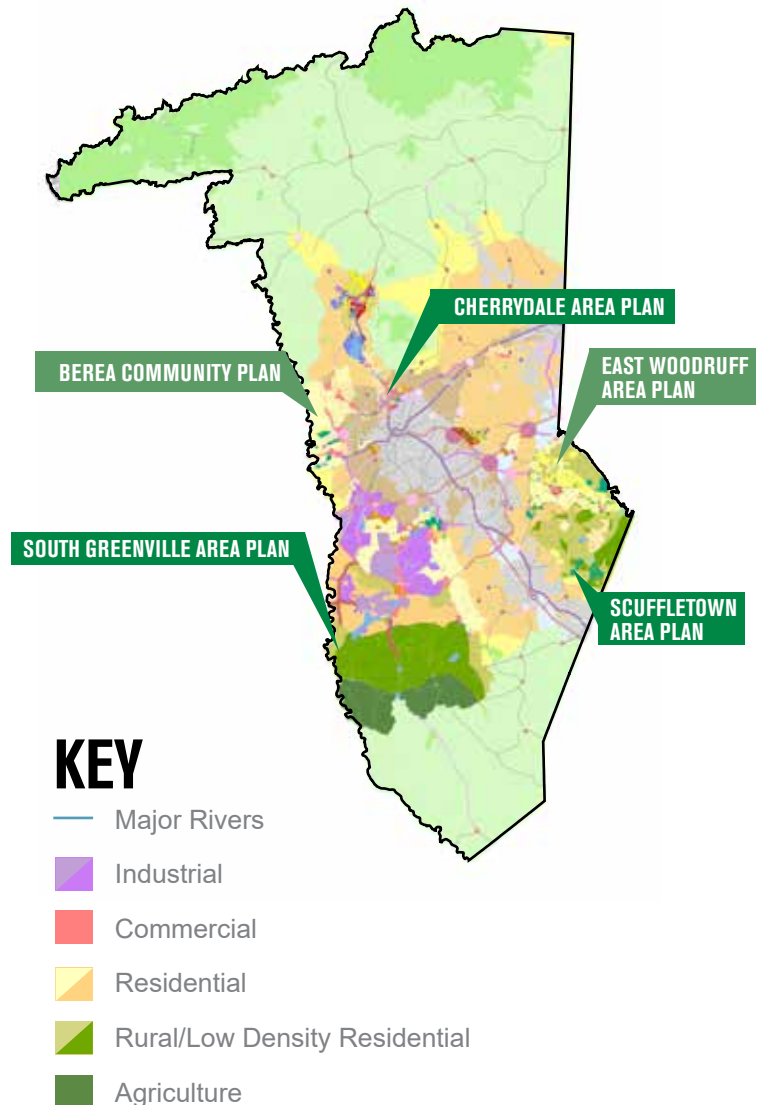 CHERRYDALE AREA PLAN
BEREA COMMUNITY PLAN
EAST WOODRUFF
AREA PLAN
SOUTH GREENVILLE AREA PLAN
SCUFFLETOWN
AREA PLAN
KEY
Major Rivers
Industrial
Commercial
Residential
Rural/Low Density Residential
Agriculture